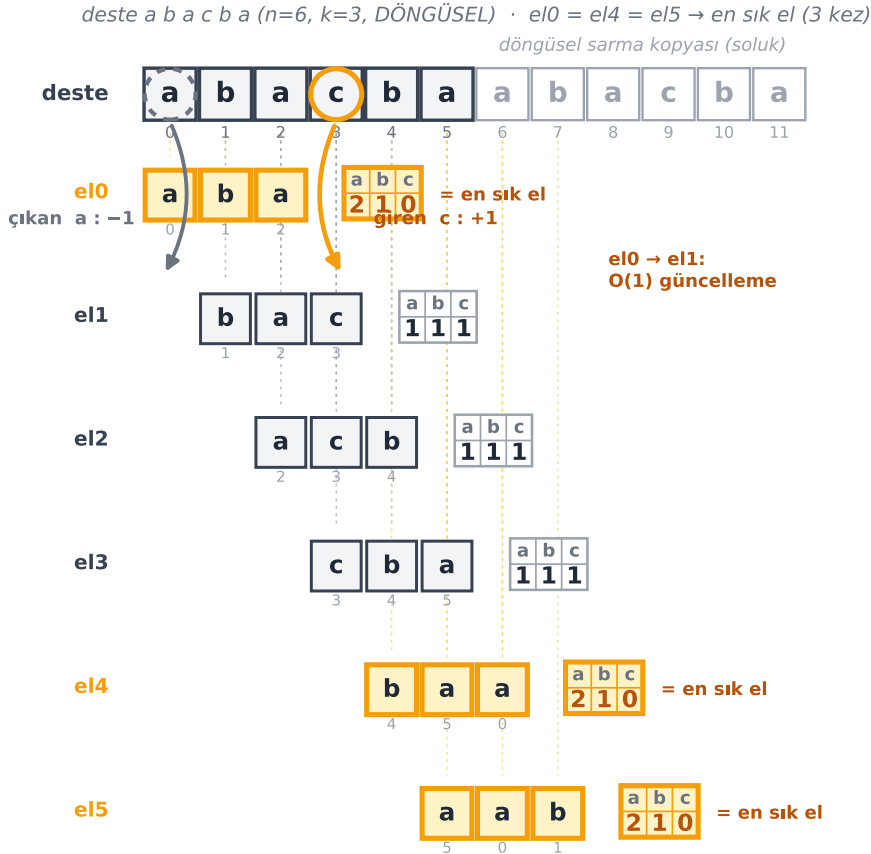 deste a b a c b a (n=6, k=3, DÖNGÜSEL) · el0 = el4 = el5 → en sık el (3 kez)
döngüsel sarma kopyası (soluk)
deste a b a c b a a b a c b a
0 1 2 3 4 5 6 7 8 9 10 11
el0 a b a
a b c
2 1 0
= en sık el
çıkan a : −1
giren c : +1
0 1 2
el0 → el1:
O(1) güncelleme
el1 b a c
a b c
1 1 1
1 2 3
el2 a c b
a b c
1 1 1
2 3 4
el3 c b a
a b c
1 1 1
3 4 5
el4 b a a
a b c
2 1 0
= en sık el
4 5 0
el5 a a b
a b c
2 1 0
= en sık el
5 0 1